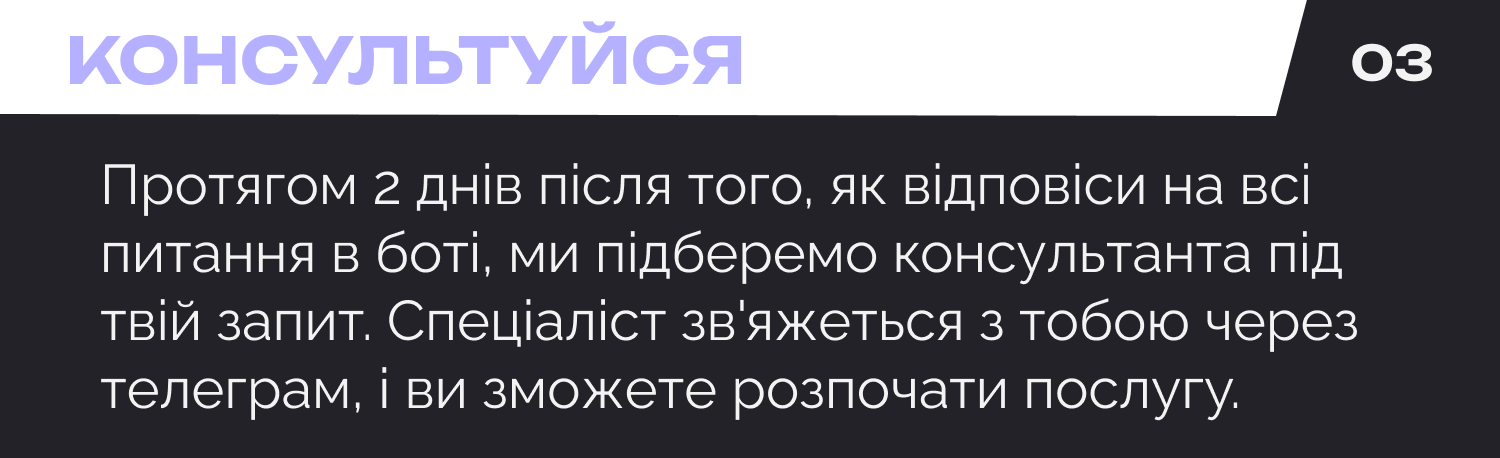 КОНСУЛЬТУЙСЯ
03
Протягом 2 днів після того, як відповіси на всі
питання в боті, ми підберемо консультанта під
твій запит. Спеціаліст зв'яжеться з тобою через
телеграм, і ви зможете розпочати послугу.